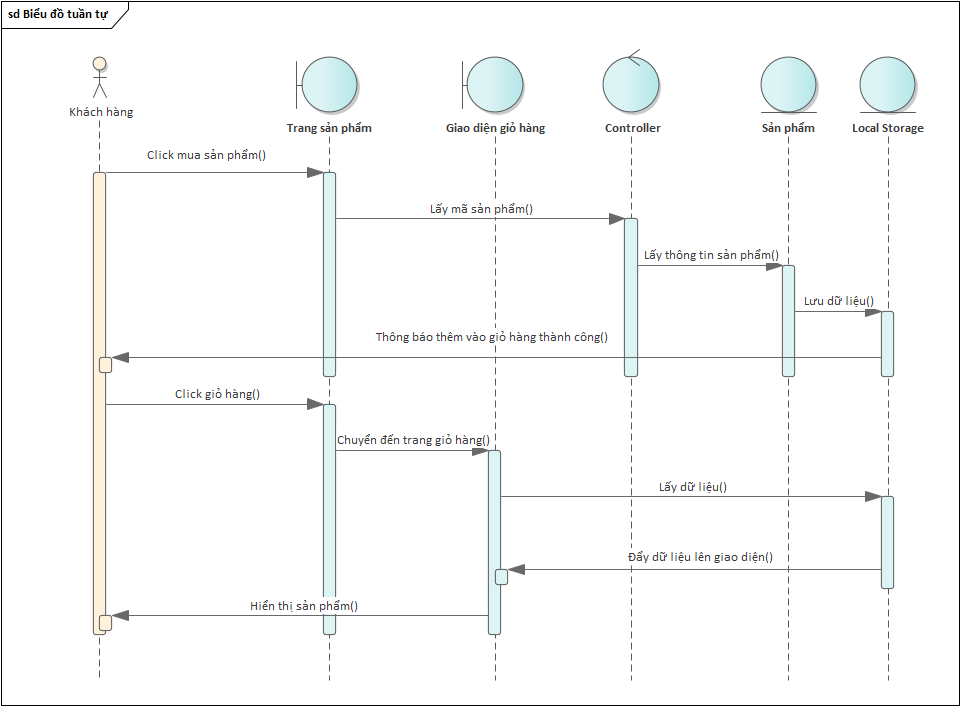 sd Biểu đồ tuần tự
Khách hàng
Trang sản phẩm
Giao diện giỏ hàng
Controller
Sản phẩm
Local Storage
Click mua sản phẩm()
Lấy mã sản phẩm()
Lấy thông tin sản phẩm()
Lưu dữ liệu()
Thông báo thêm vào giỏ hàng thành công()
Click giỏ hàng()
Chuyển đến trang giỏ hàng()
Lấy dữ liệu()
Đẩy dữ liệu lên giao diện()
Hiển thị sản phẩm()